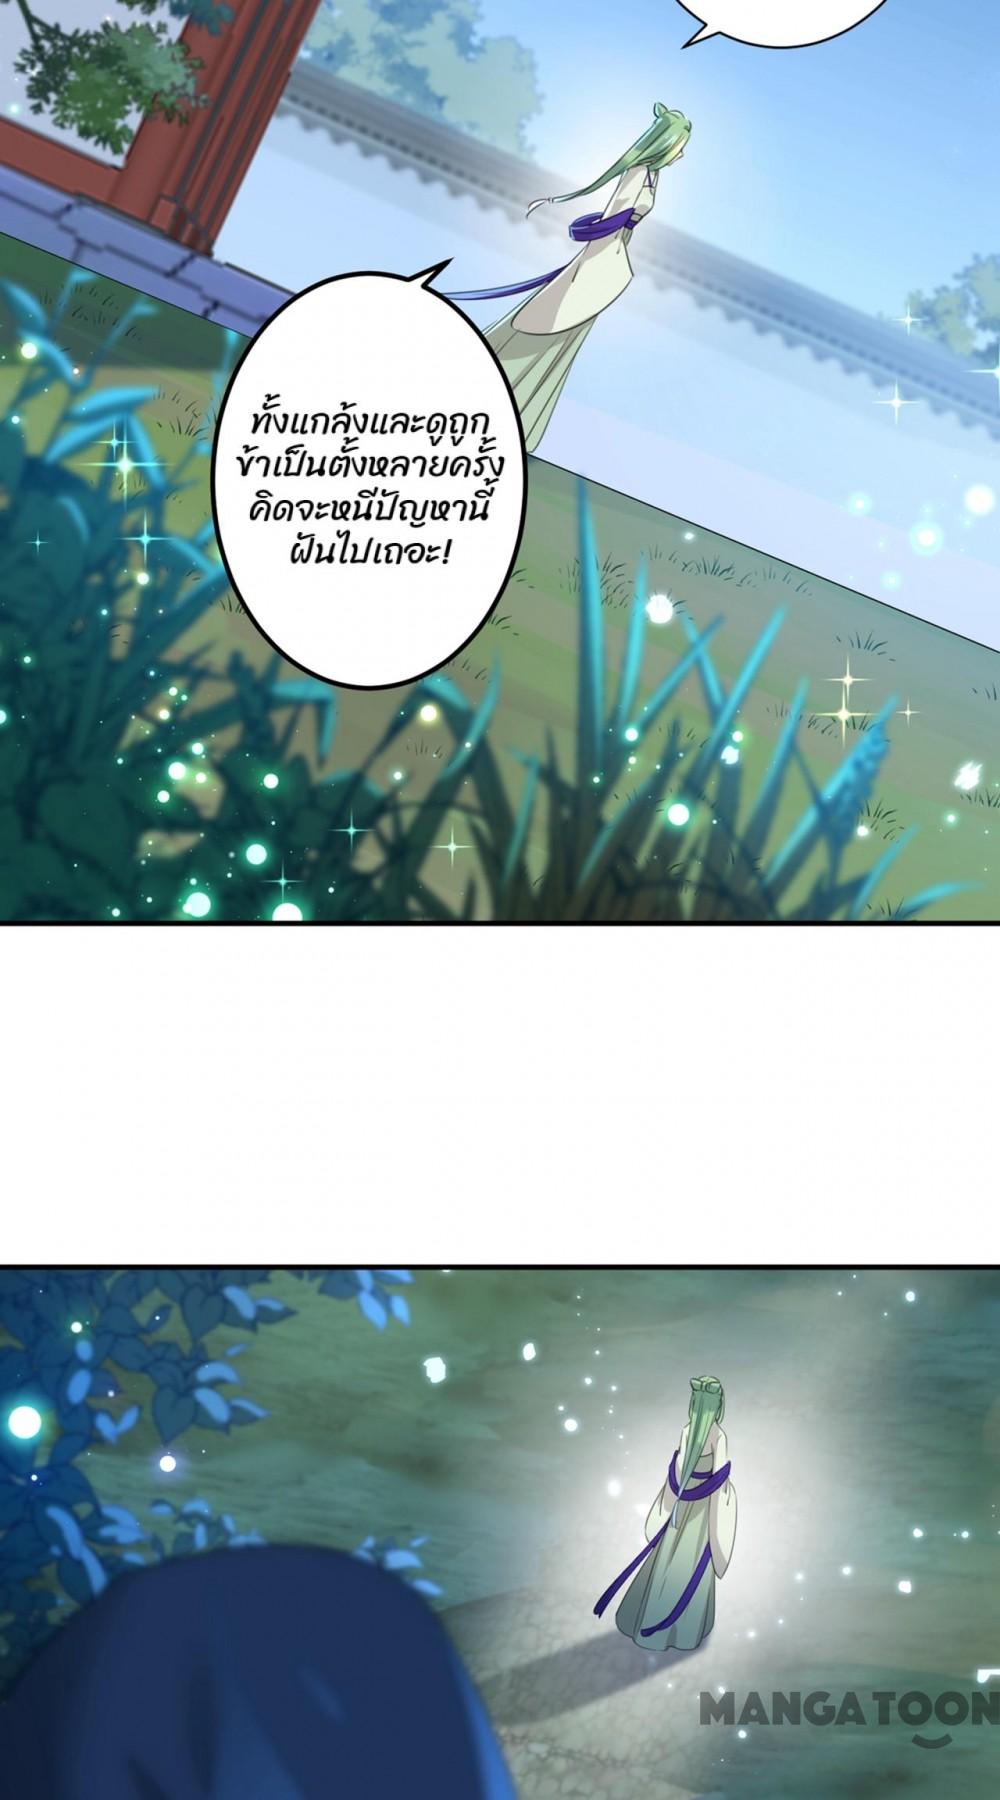 ทั้งแกล้งและดูถูก
ข้าเป็นตั้งหลายครั้ง
คิดจะหนีปัญหานี้
ฝันไปเถอะ!
MANGATOON